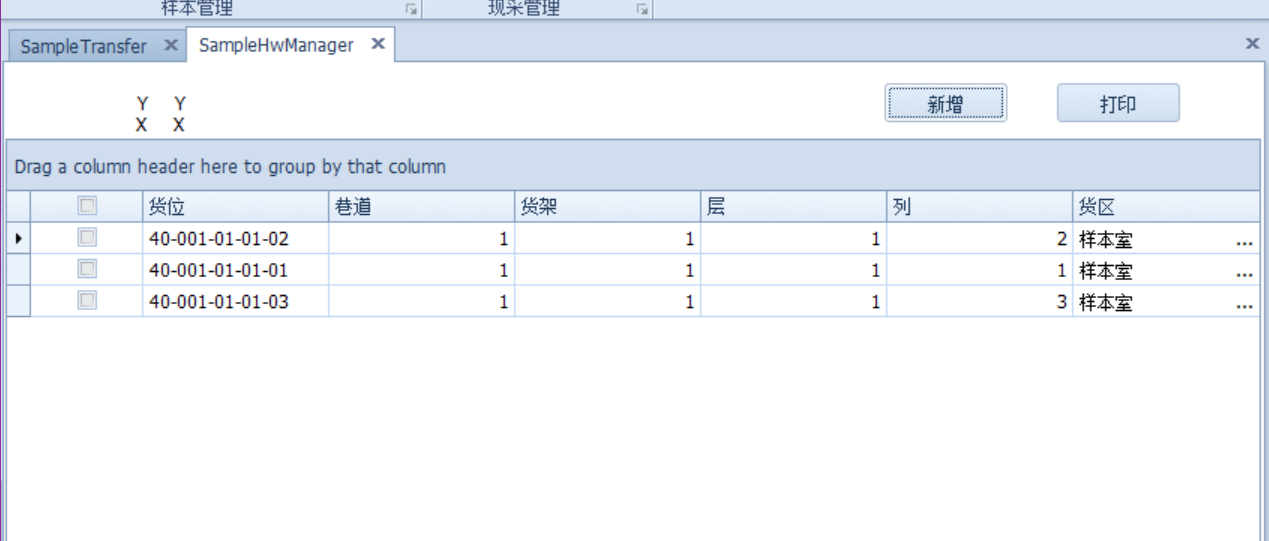 样本管理 现采管理
SampleTransfer SampleHwManager
Y Y 新增 打印
X X
Drag a column header here to group by that column
货位 巷道 货架 层 列 货区
40-001-01-01-02 1 1 1 2 样本室 ...
40-001-01-01-01 1 1 1 1 样本室 ...
40-001-01-01-03 1 1 1 3 样本室 ...